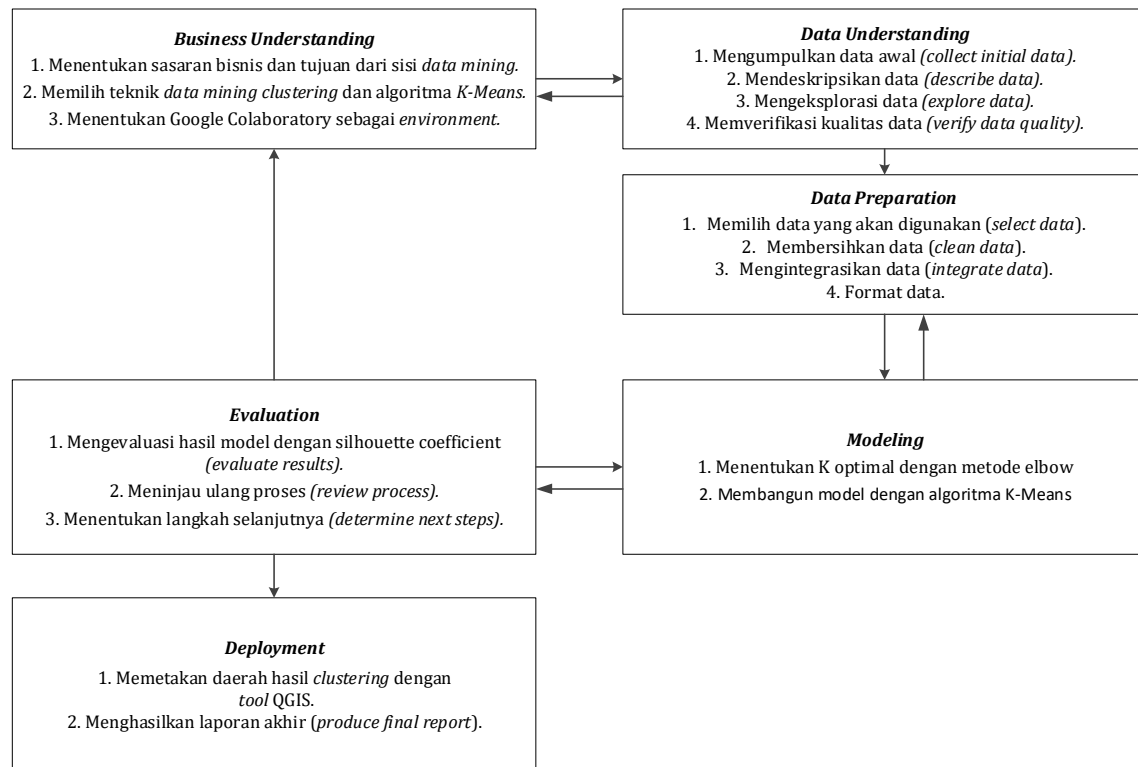 Business Understanding
1. Menentukan sasaran bisnis dan tujuan dari sisi data mining.
2. Memilih teknik data mining clustering dan algoritma K-Means.
3. Menentukan Google Colaboratory sebagai environment.
Data Understanding
1. Mengumpulkan data awal (collect initial data).
2. Mendeskripsikan data (describe data).
3. Mengeksplorasi data (explore data).
4. Memverifikasi kualitas data (verify data quality).
Data Preparation
1. Memilih data yang akan digunakan (select data).
2. Membersihkan data (clean data).
3. Mengintegrasikan data (integrate data).
4. Format data.
Evaluation
1. Mengevaluasi hasil model dengan silhouette coefficient
(evaluate results).
2. Meninjau ulang proses (review process).
3. Menentukan langkah selanjutnya (determine next steps).
Modeling
1. Menentukan K optimal dengan metode elbow
2. Membangun model dengan algoritma K-Means
Deployment
1. Memetakan daerah hasil clustering dengan
tool QGIS.
2. Menghasilkan laporan akhir (produce final report).